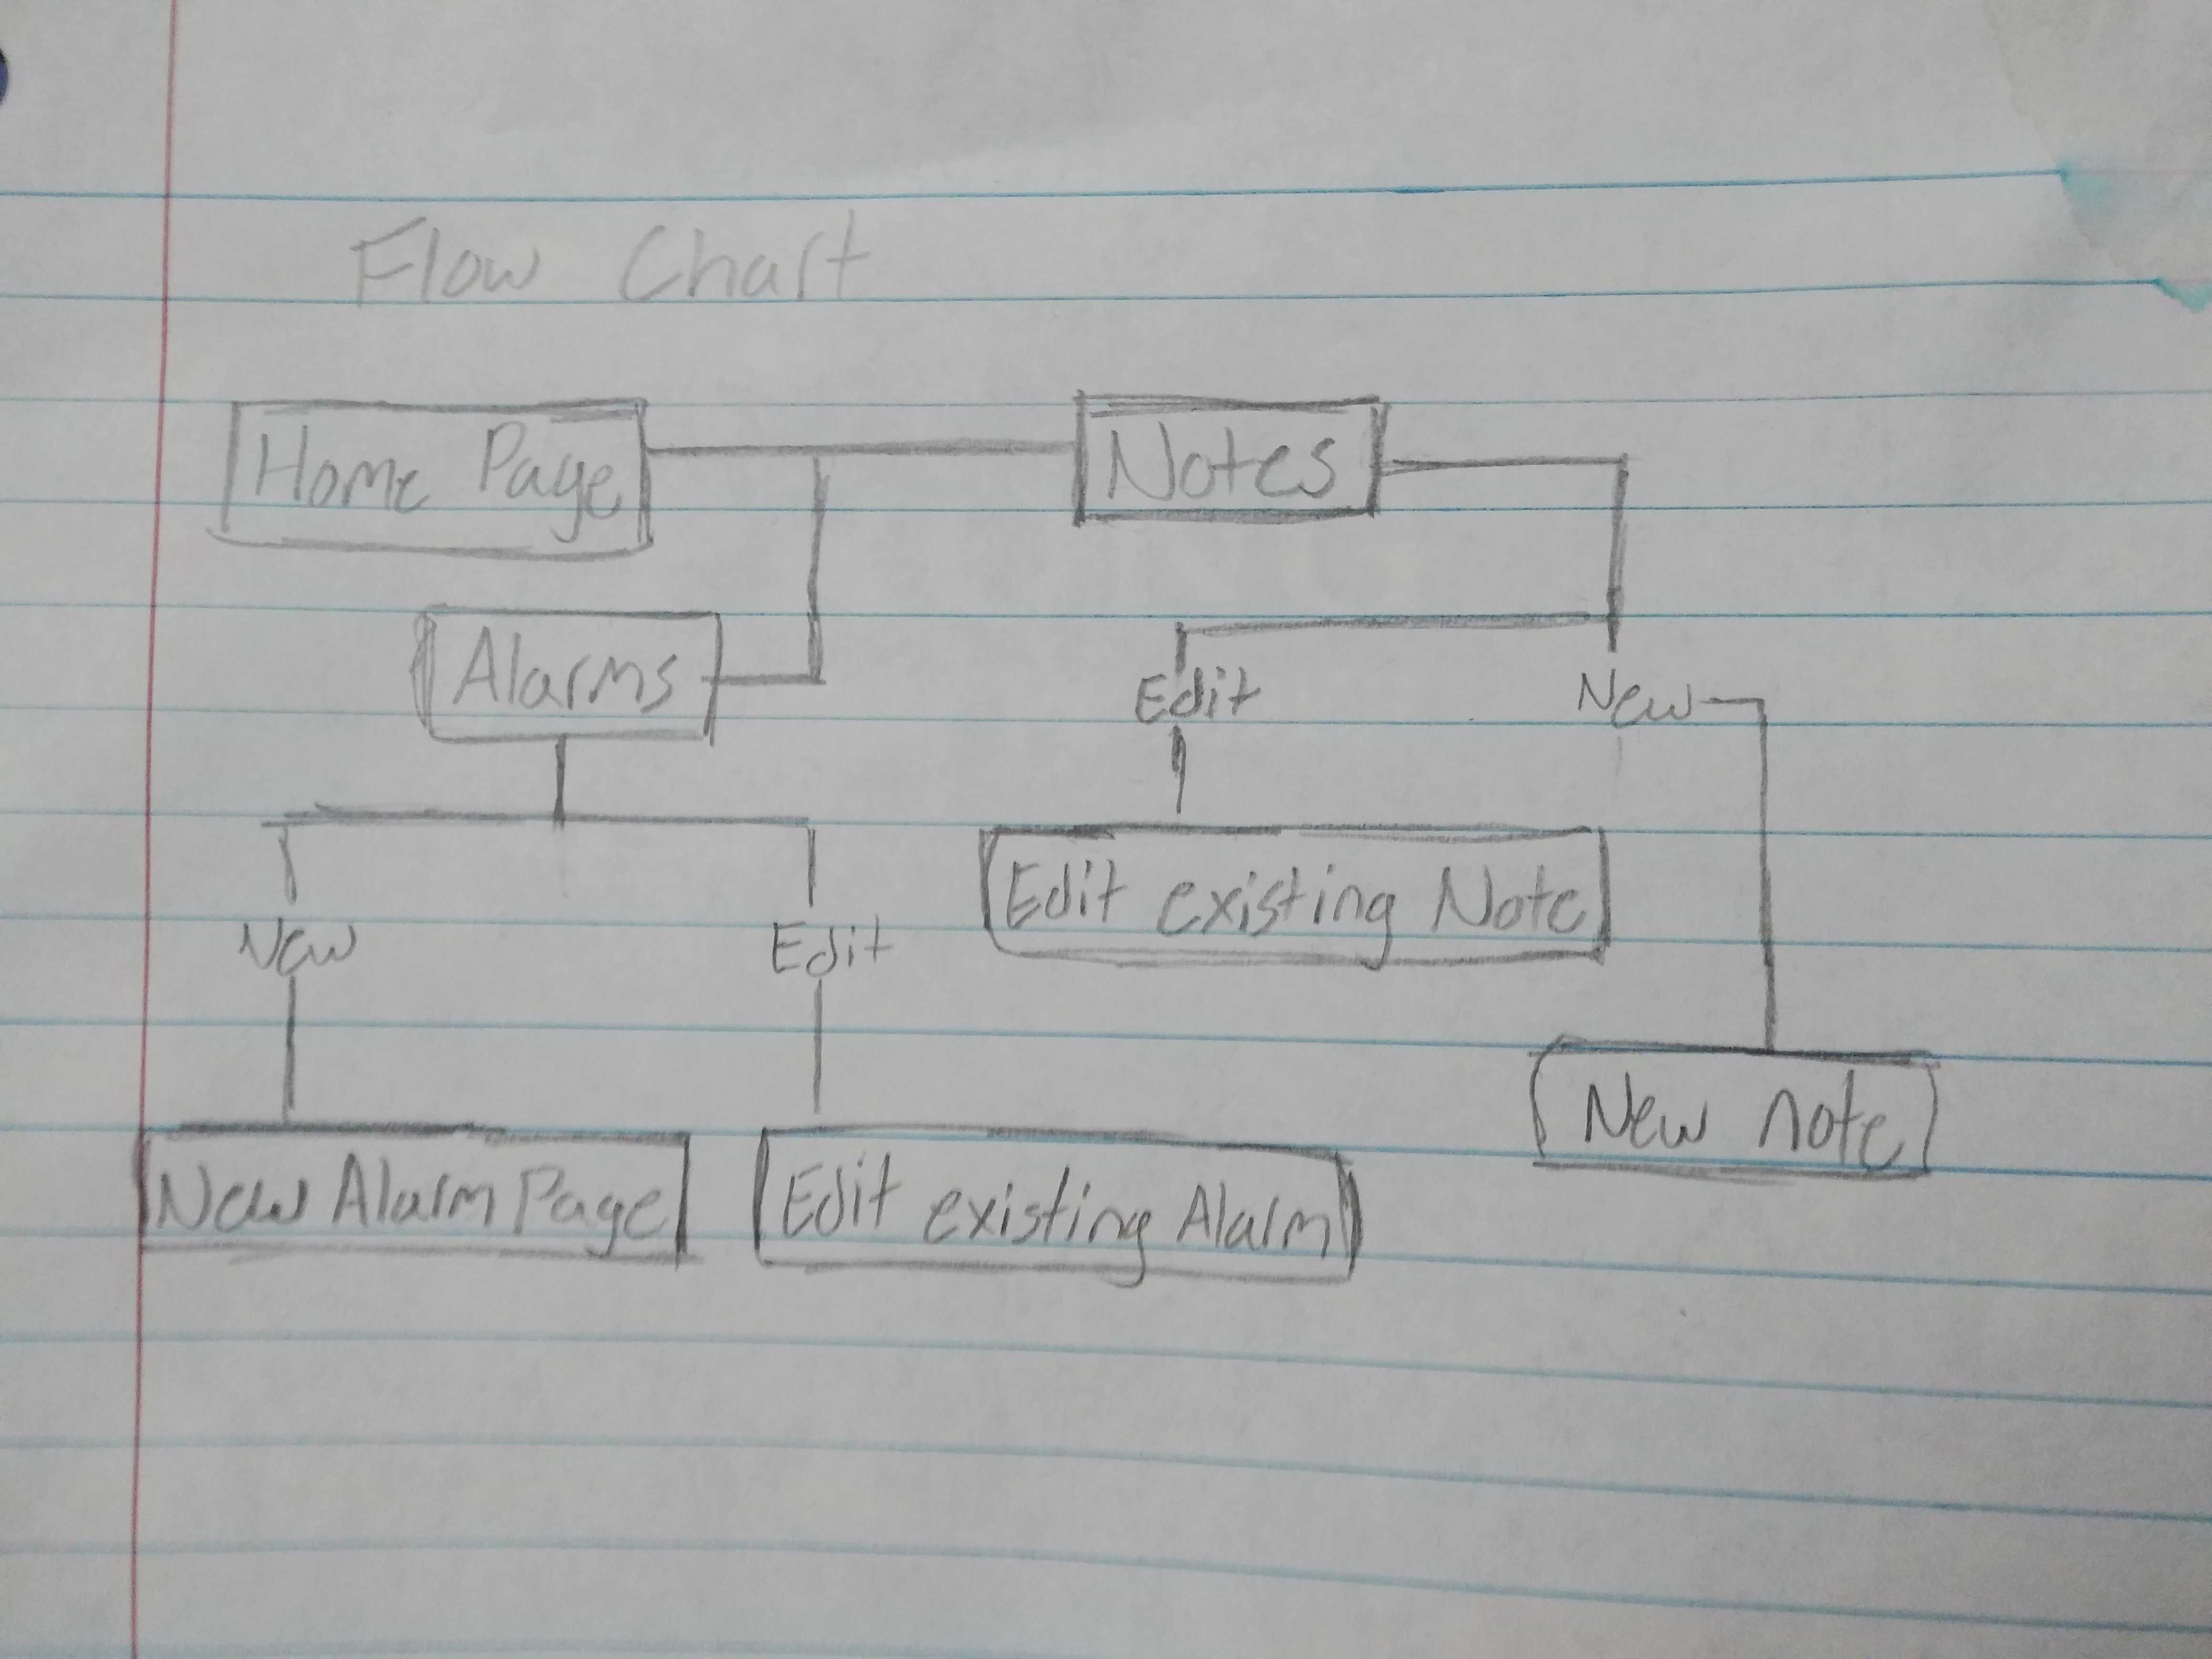 Flow Chart
Home Page
Notes
Alarms
Edit
New
New
Edit
Edit existing Note
New note
New Alarm Page
Edit existing Alarm